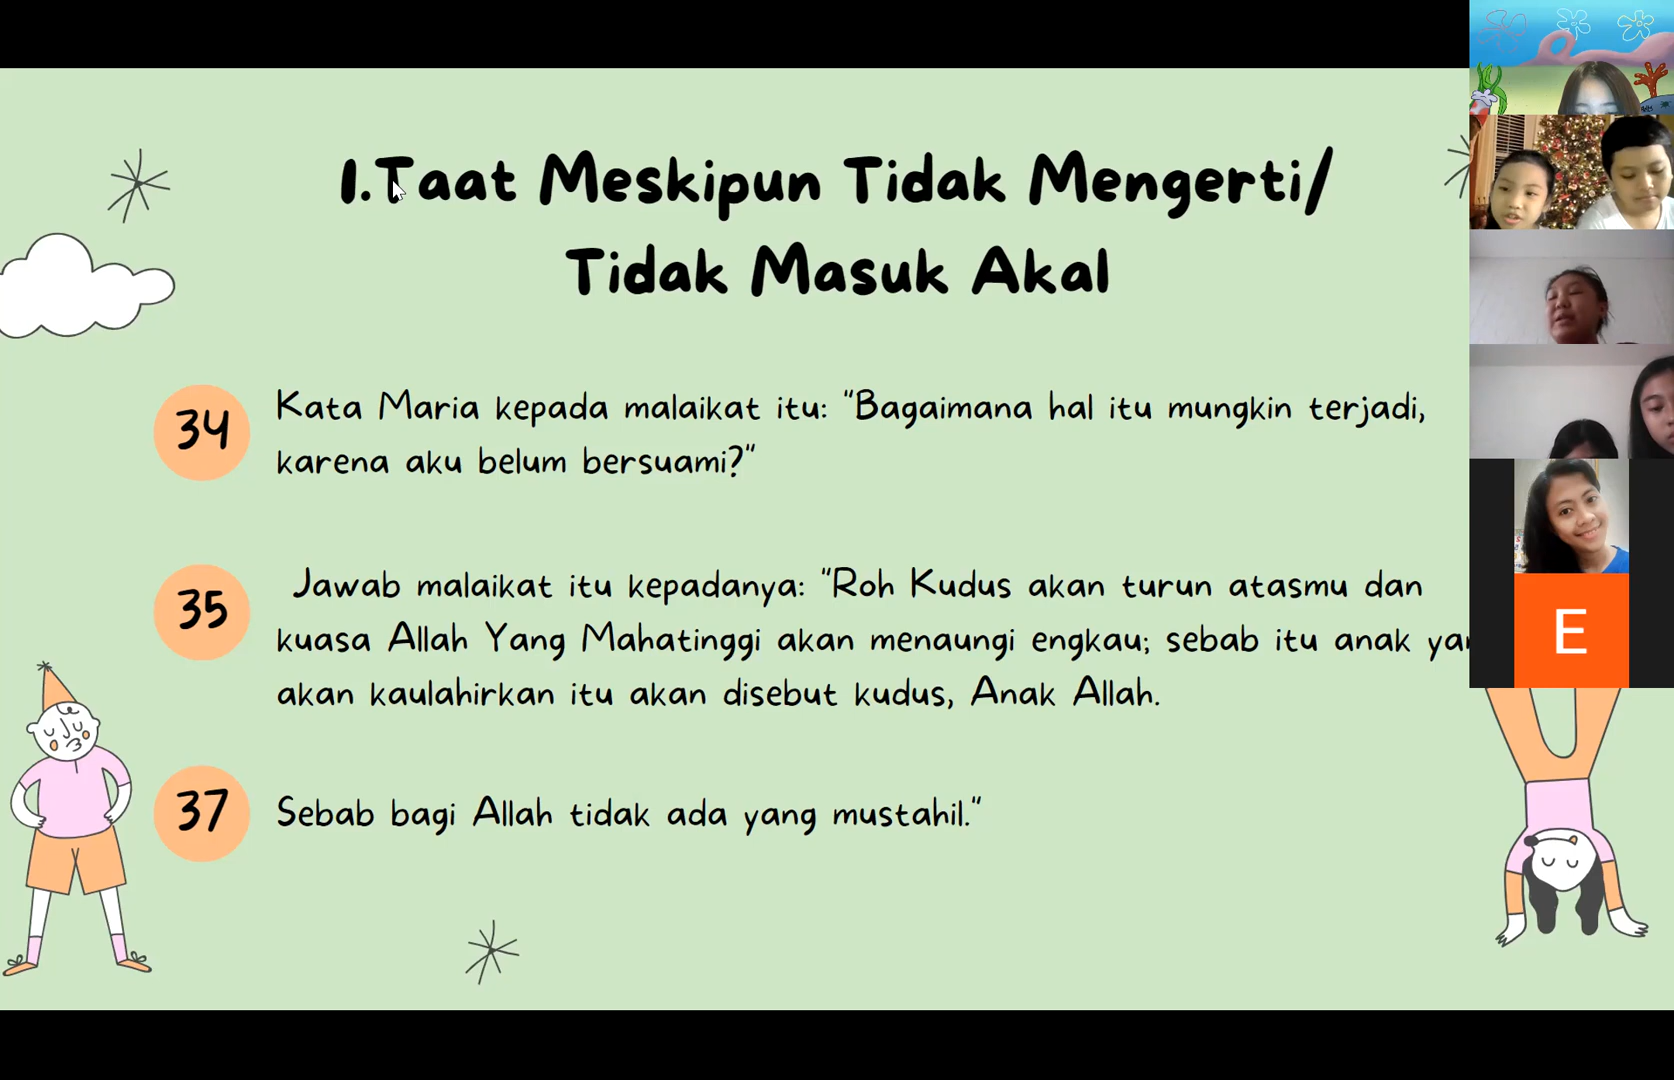 1.Taat Meskipun Tidak Mengerti/
Tidak Masuk Akal
34
Kata Maria kepada malaikat itu: "Bagaimana hal itu mungkin terjadi,
karena aku belum bersuami?"
35
Jawab malaikat itu kepadanya: "Roh Kudus akan turun atasmu dan
kuasa Allah Yang Mahatinggi akan menaungi engkau; sebab itu anak
akan kaulahirkan itu akan disebut kudus, Anak Allah.
37
Sebab bagi Allah tidak ada yang mustahil."
E